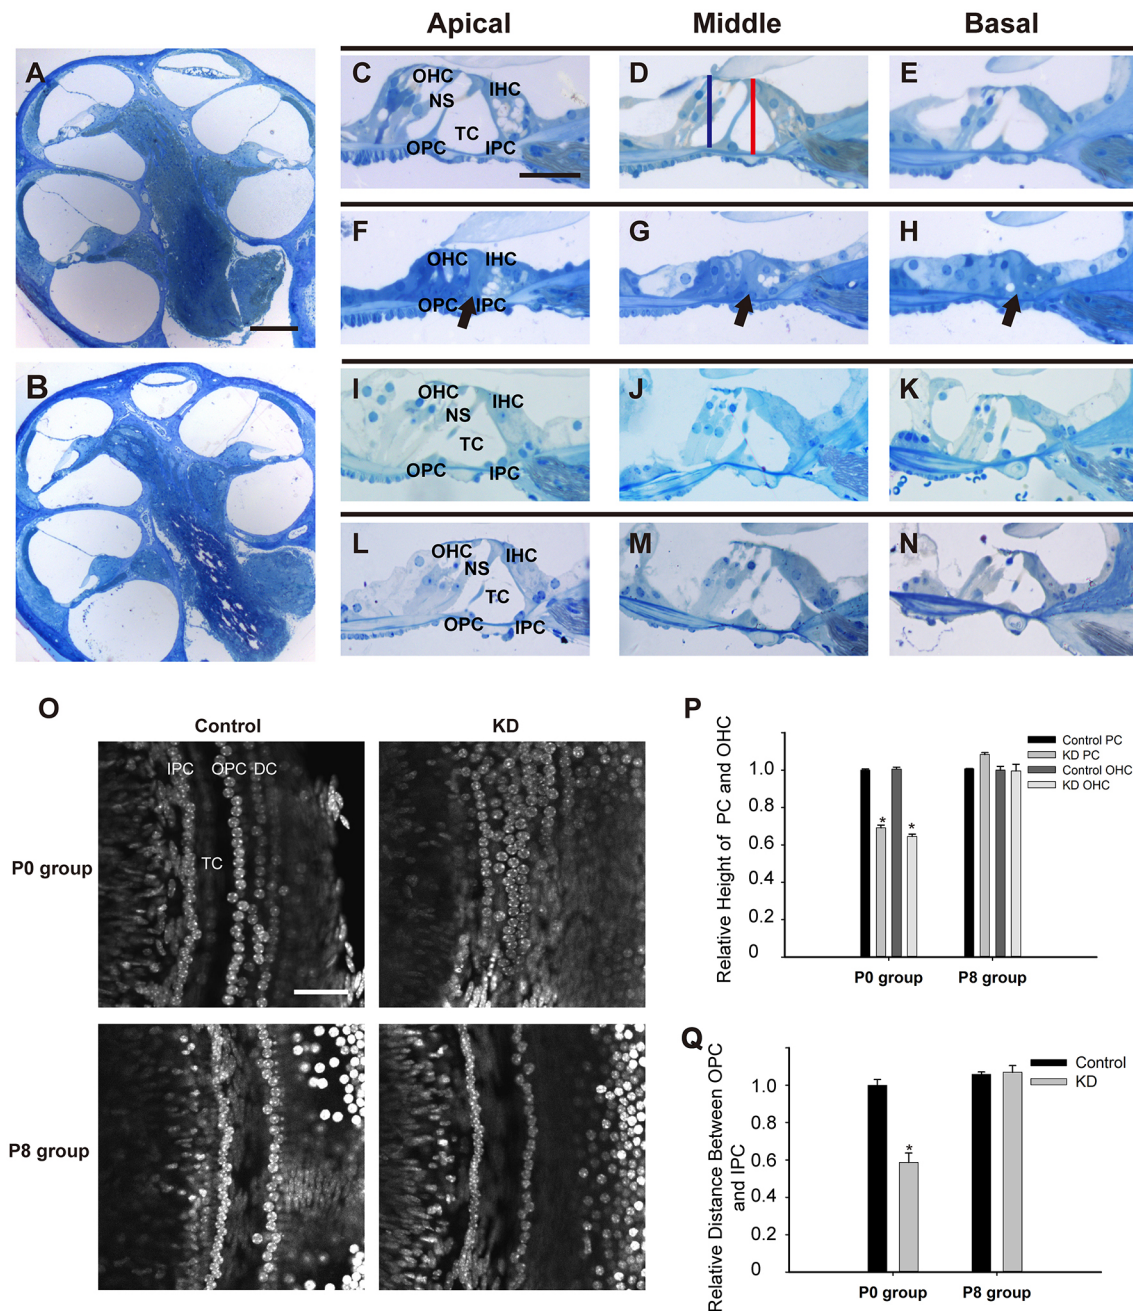 Apical Middle Basal
A
C OHC IHC NS TC OPC IPC
D
E
F OHC IHC OPC IPC
G
H
B
I OHC IHC NS TC OPC IPC
J
K
L OHC IHC NS TC OPC IPC
M
N
O
Control KD
P0 group
IPC OPC DC
TC
P8 group
P
Relative Height of PC and OHC
1.2
1.0
0.8
0.6
0.4
0.2
0
Control PC
KD PC
Control OHC
KD OHC
* *
P0 group P8 group
Q
Relative Distance Between OPC
and IPC
1.2
1.0
0.8
0.6
0.4
0.2
0
Control
KD
*
P0 group P8 group